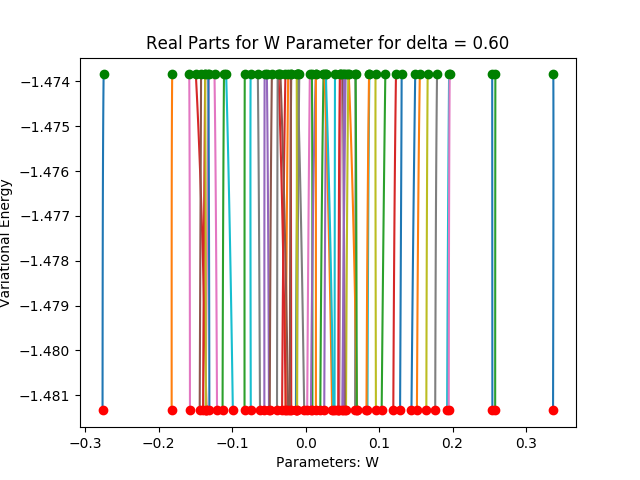 Real Parts for W Parameter for delta = 0.60
−1.474
−1.475
−1.476
−1.477
−1.478
−1.479
−1.480
−1.481
Variational Energy
−0.3 −0.2 −0.1 0.0 0.1 0.2 0.3
Parameters: W